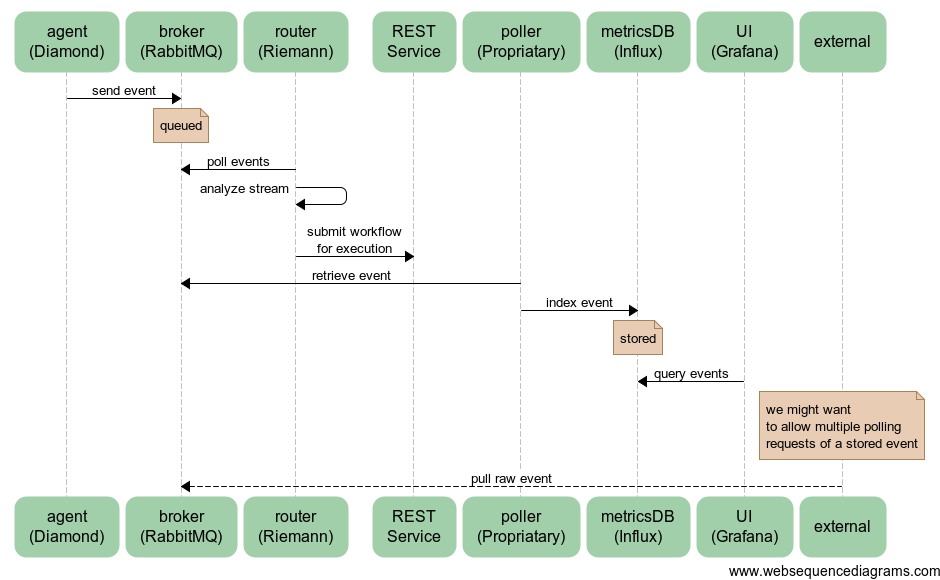 agent
(Diamond)
broker
(RabbitMQ)
router
(Riemann)
REST
Service
poller
(Propriatary)
metricsDB
(Influx)
UI
(Grafana)
external
send event
queued
poll events
analyze stream
submit workflow
for execution
retrieve event
index event
stored
query events
we might want
to allow multiple polling
requests of a stored event
pull raw event
agent
(Diamond)
broker
(RabbitMQ)
router
(Riemann)
REST
Service
poller
(Propriatary)
metricsDB
(Influx)
UI
(Grafana)
external
www.websequencediagrams.com